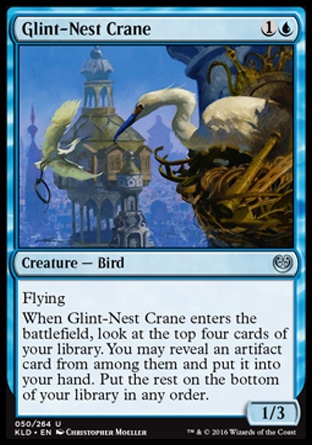 Glint-Nest Crane 1
Creature — Bird
Flying
When Glint-Nest Crane enters the
battlefield, look at the top four cards of
your library. You may reveal an artifact
card from among them and put it into
your hand. Put the rest on the bottom
of your library in any order.
1/3
050/264 U
KLD • EN Christopher Moeller ™ & © 2016 Wizards of the Coast